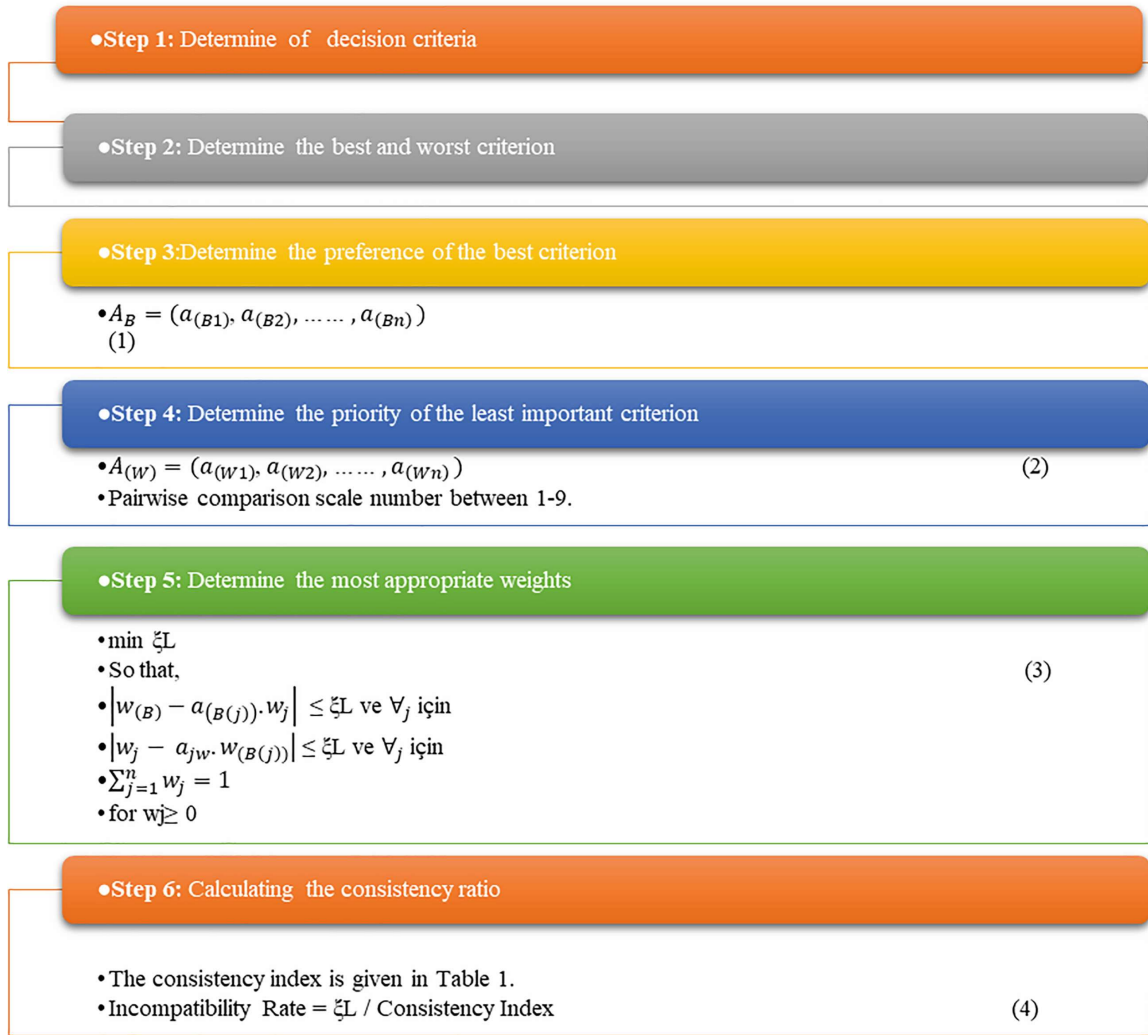 ●Step 1: Determine of decision criteria
●Step 2: Determine the best and worst criterion
●Step 3:Determine the preference of the best criterion
•A_B = (a_(B1), a_(B2), … … , a_(Bn) )
(1)
●Step 4: Determine the priority of the least important criterion
•A_(W) = (a_(W1), a_(W2), … … , a_(Wn) ) (2)
•Pairwise comparison scale number between 1-9.
●Step 5: Determine the most appropriate weights
•min ξL
•So that, (3)
•|w_(B) − a_(B(j)).w_j| ≤ ξL ve ∀_j için
•|w_j − a_jw.w_(B(j))| ≤ ξL ve ∀_j için
•∑_{j=1}^{n} w_j = 1
•for wj≥ 0
●Step 6: Calculating the consistency ratio
•The consistency index is given in Table 1.
•Incompatibility Rate = ξL / Consistency Index (4)